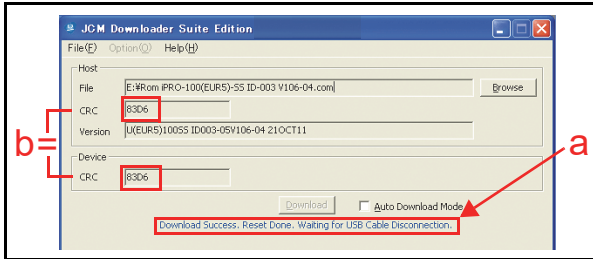 JCM Downloader Suite Edition
File(F) Option(O) Help(H)
Host
File E:¥Rom iPRO-100(EUR5)-SS ID-003 V106-04.com Browse
CRC 83D6
Version U(EUR5)100SS ID003-05V106-04 21OCT11
b=
a
Device
CRC 83D6
Download Auto Download Mode
Download Success. Reset Done. Waiting for USB Cable Disconnection.